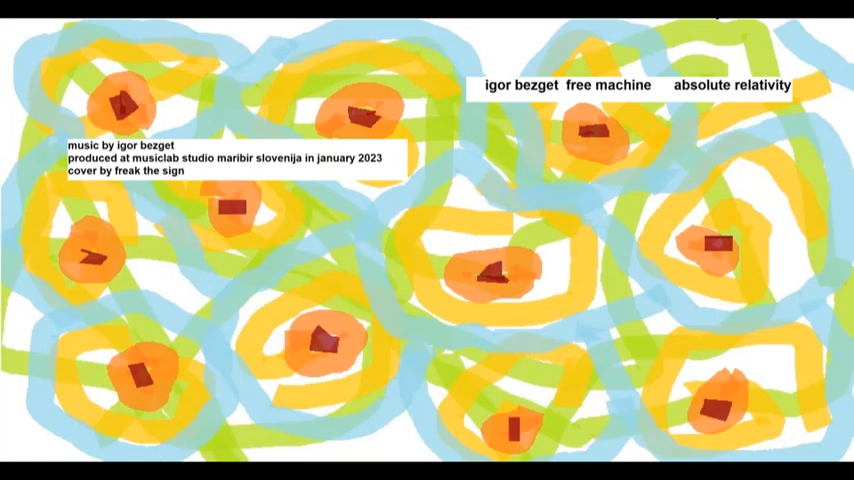 igor bezget free machine absolute relativity
music by igor bezget
produced at musiclab studio maribir slovenija in january 2023
cover by freak the sign